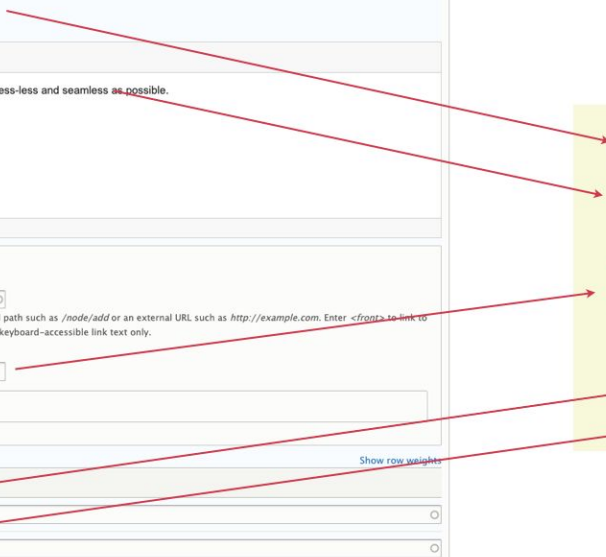 ess-less and seamless as possible.
path such as /node/add or an external URL such as http://example.com. Enter <front> to link to
keyboard-accessible link text only.
Show row weights